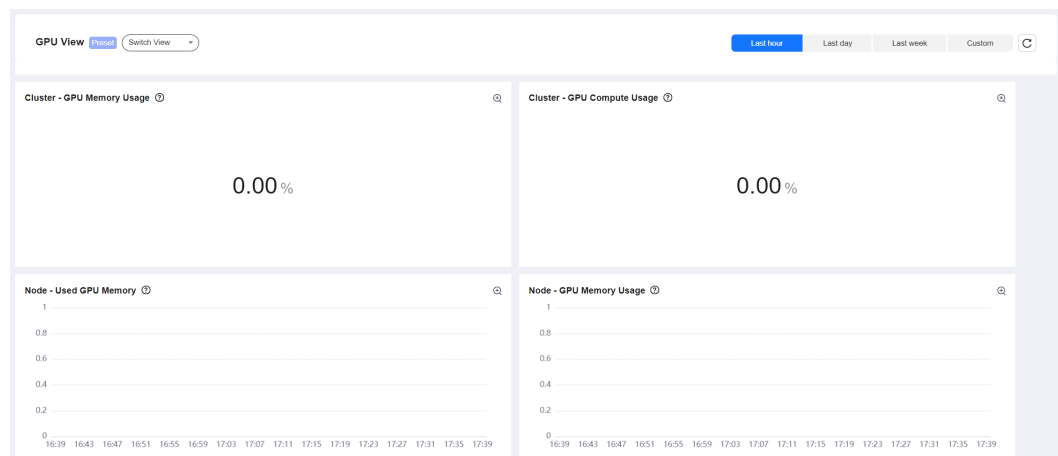 GPU View Preset Switch View Last hour Last day Last week Custom
Cluster - GPU Memory Usage
0.00 %
Cluster - GPU Compute Usage
0.00 %
Node - Used GPU Memory
1
0.8
0.6
0.4
0.2
0
16:39 16:43 16:47 16:51 16:55 16:59 17:03 17:07 17:11 17:15 17:19 17:23 17:27 17:31 17:35 17:39
Node - GPU Memory Usage
1
0.8
0.6
0.4
0.2
0
16:39 16:43 16:47 16:51 16:55 16:59 17:03 17:07 17:11 17:15 17:19 17:23 17:27 17:31 17:35 17:39